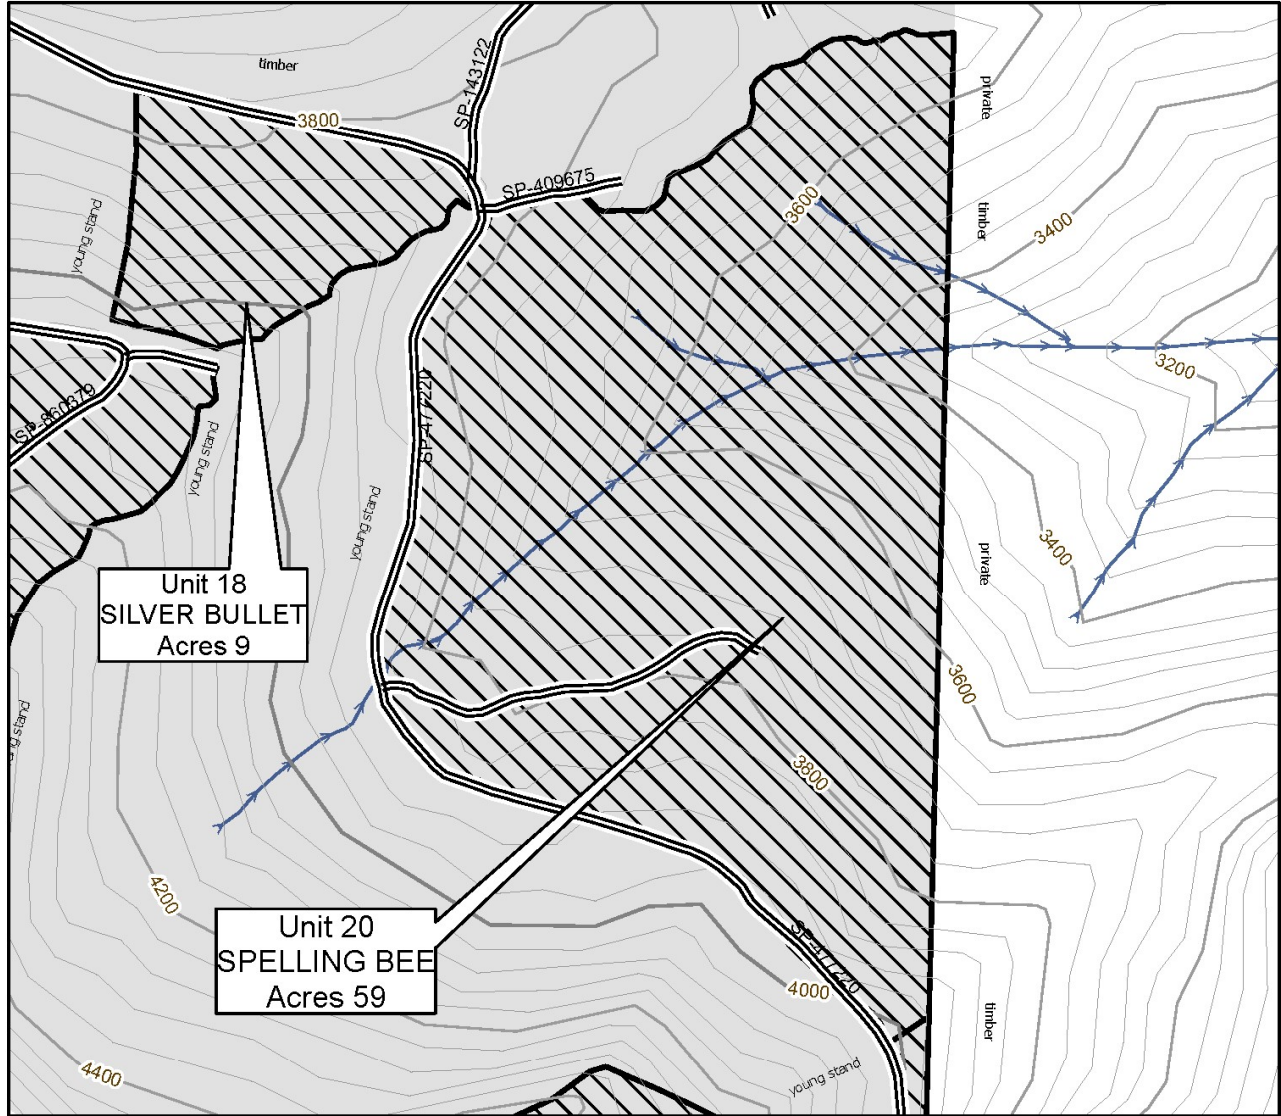 timber
SP-143122
private
3800
SP-409675
3600
young stand
timber
3400
SP-477220
3200
SP-860379
young stand
young stand
3400
private
Unit 18
SILVER BULLET
Acres 9
3600
3800
4200
Unit 20
SPELLING BEE
Acres 59
SP-477220
4000
timber
4400
young stand